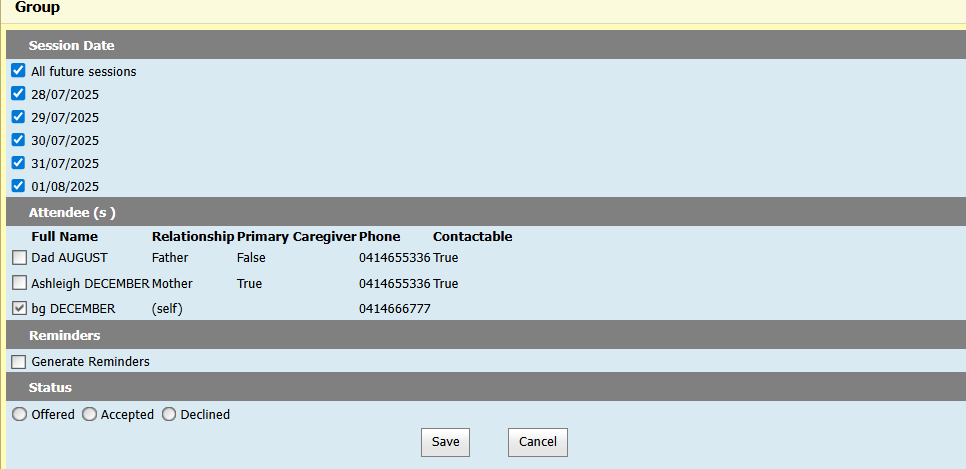 Group
Session Date
All future sessions
28/07/2025
29/07/2025
30/07/2025
31/07/2025
01/08/2025
Attendee (s )
Full Name Relationship Primary Caregiver Phone Contactable
Dad AUGUST Father False 0414655336 True
Ashleigh DECEMBER Mother True 0414655336 True
bg DECEMBER (self) 0414666777
Reminders
Generate Reminders
Status
Offered Accepted Declined
Save Cancel